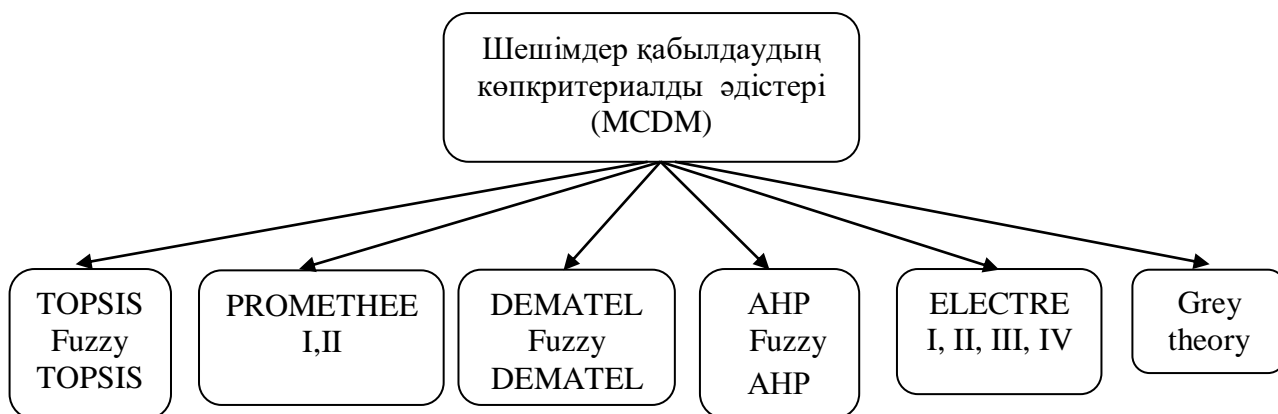 Шешімдер қабылдаудың
көпкритериалды әдістері
(MCDM)
TOPSIS
Fuzzy
TOPSIS
PROMETHEE
I,II
DEMATEL
Fuzzy
DEMATEL
AHP
Fuzzy
AHP
ELECTRE
I, II, III, IV
Grey
theory